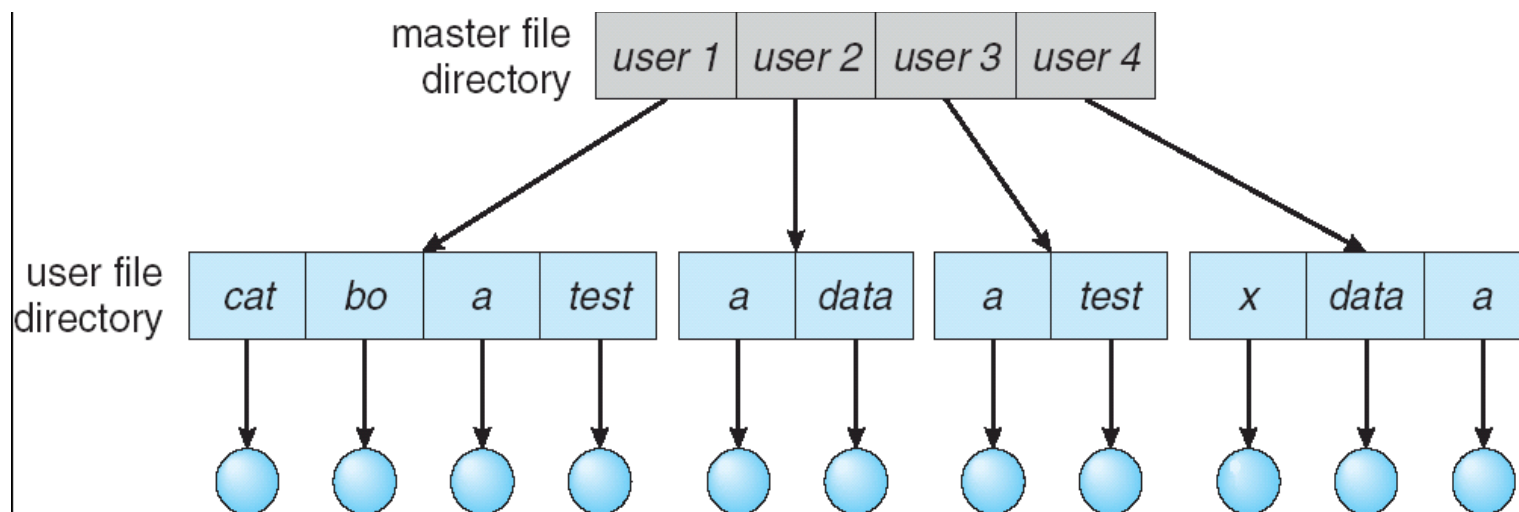 master file
directory
user 1 user 2 user 3 user 4
user file
directory
cat bo a test a data a test x data a